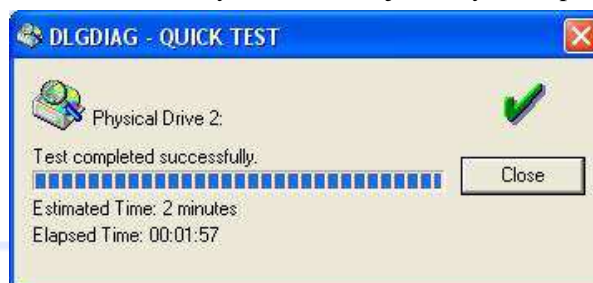 DLGDIAG - QUICK TEST
Physical Drive 2:
Test completed successfully.
Close
Estimated Time: 2 minutes
Elapsed Time: 00:01:57